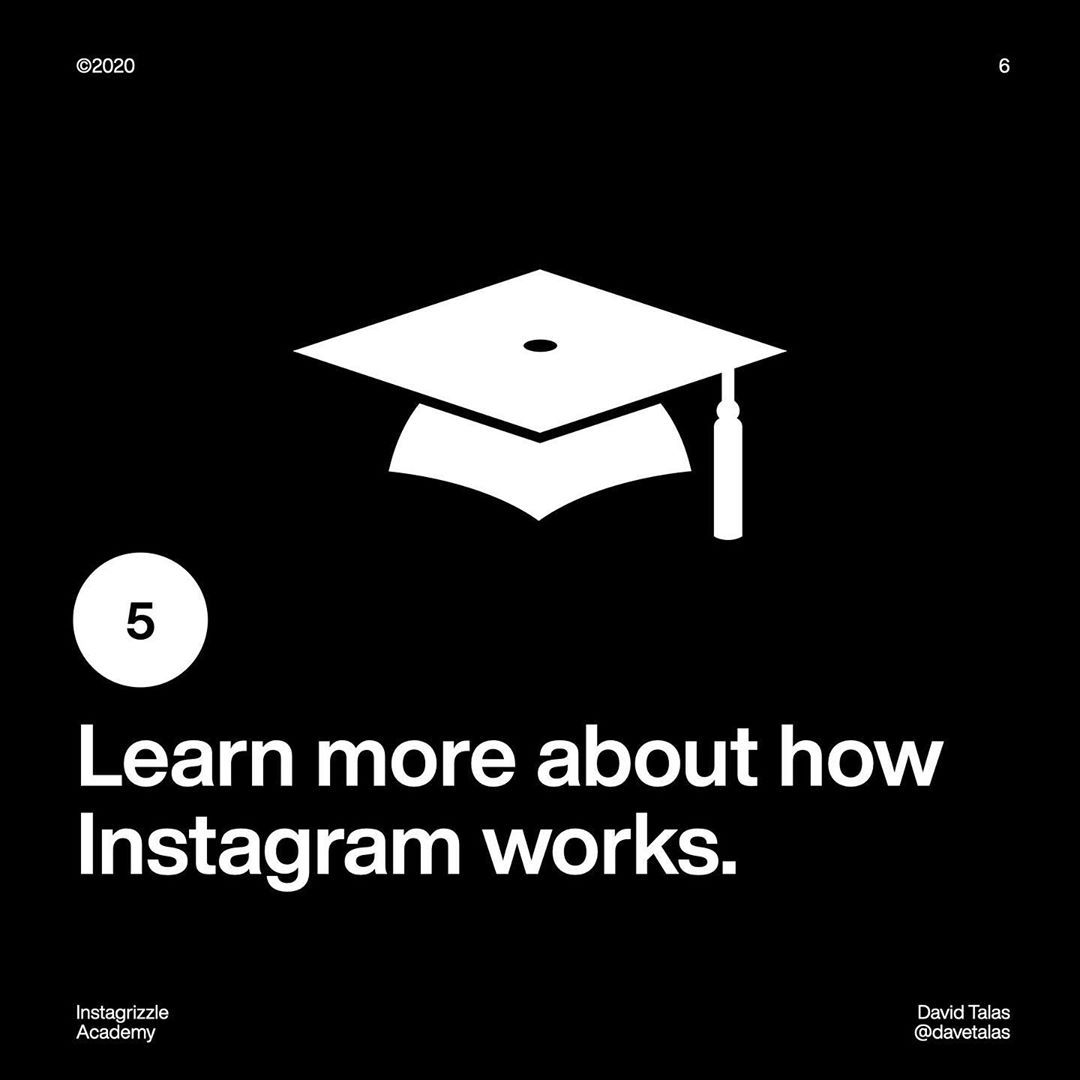 ©2020
6
5
Learn more about how
Instagram works.
Instagrizzle
Academy
David Talas
@davetalas